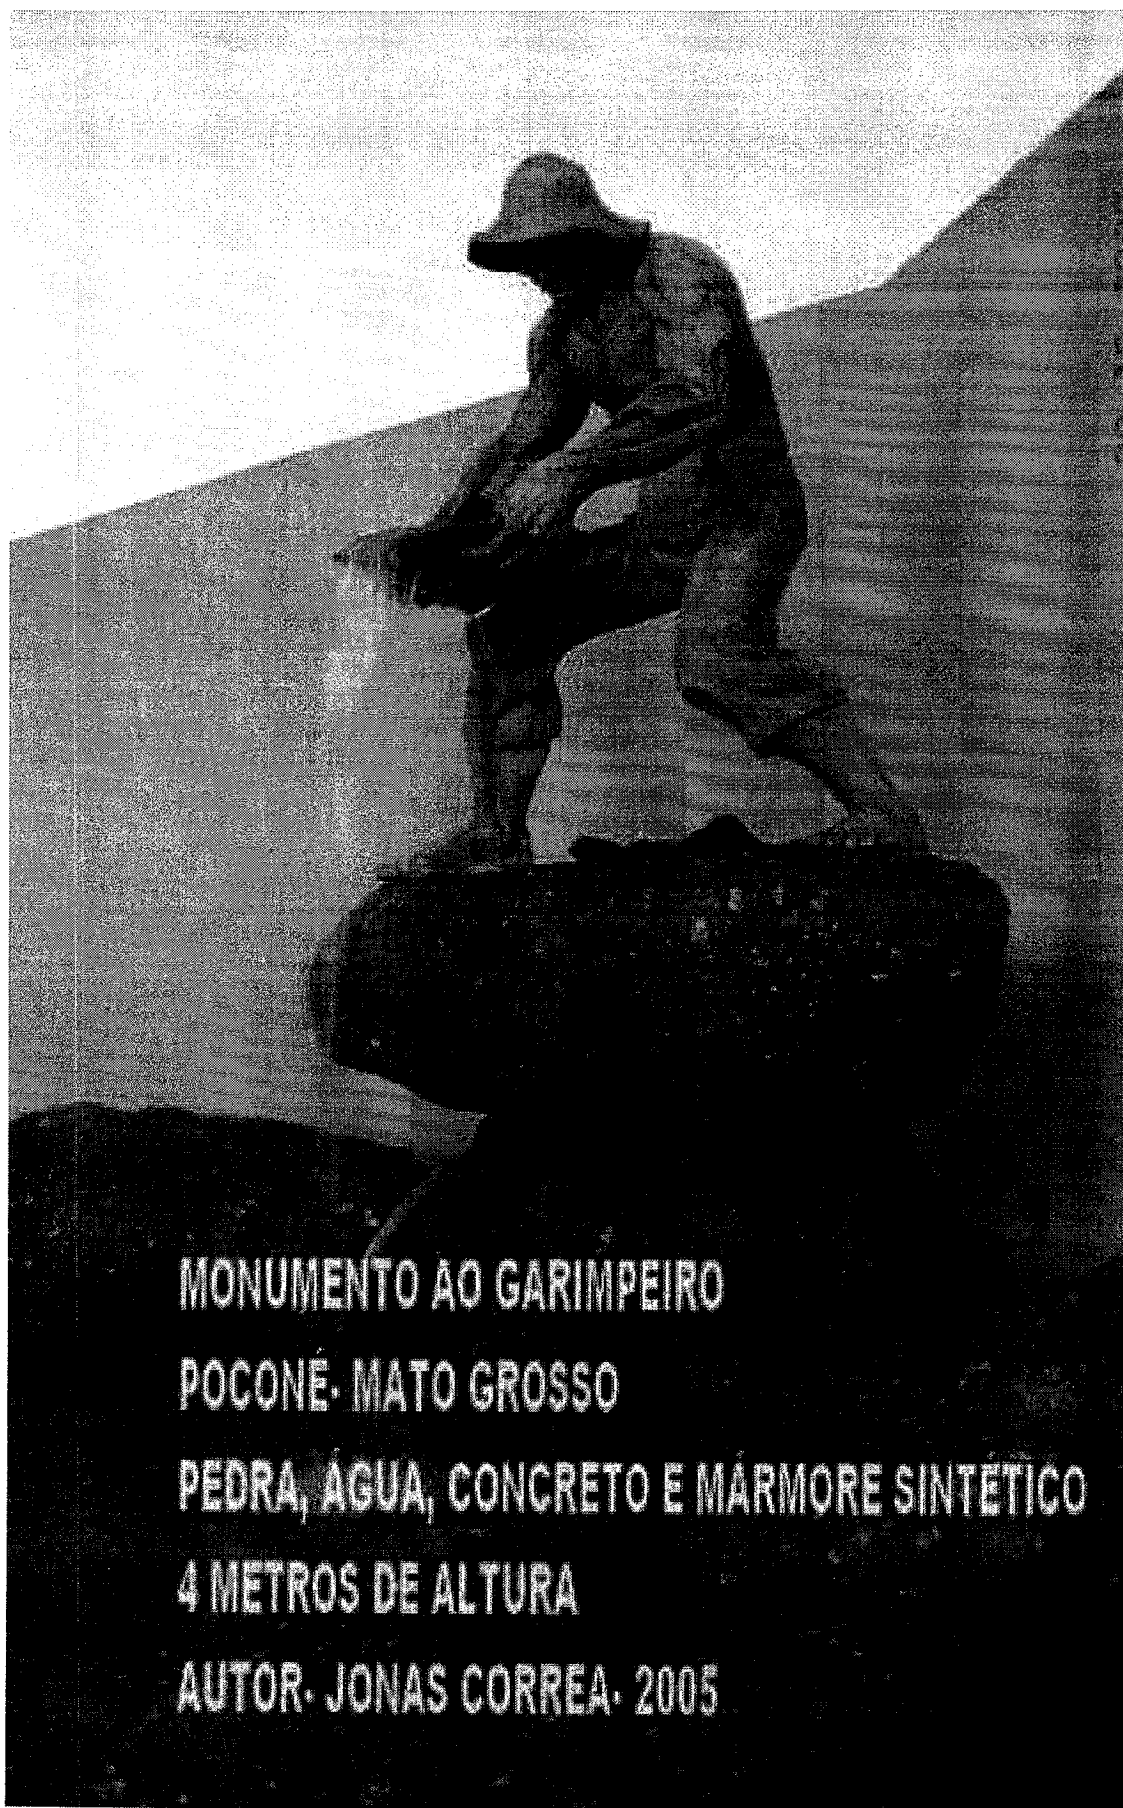 MONUMENTO AO GARIMPEIRO
POCONÉ- MATO GROSSO
PEDRA, ÁGUA, CONCRETO E MÁRMORE SINTÉTICO
4 METROS DE ALTURA
AUTOR- JONAS CORREA- 2005